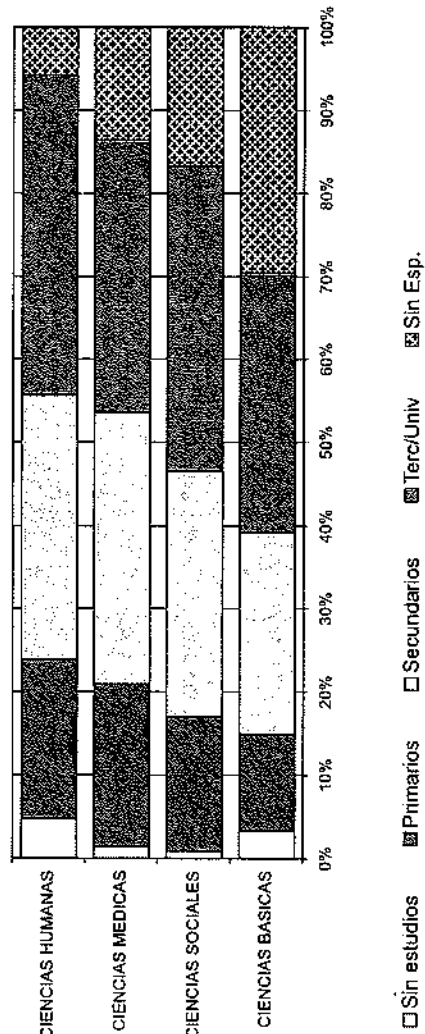 CIENCIAS HUMANAS
CIENCIAS MEDICAS
CIENCIAS SOCIALES
CIENCIAS BASICAS
0%
10%
20%
30%
40%
50%
60%
70%
80%
90%
100%
Sin estudios
Primarios
Secundarios
Terc/Univ
Sin Esp.